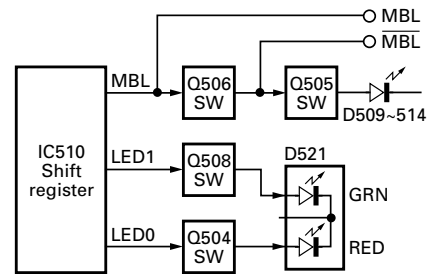 MBL
M̅B̅L̅
MBL
Q506
SW
Q505
SW
D509~514
IC510
Shift
register
LED1
Q508
SW
D521
GRN
LED0
Q504
SW
RED